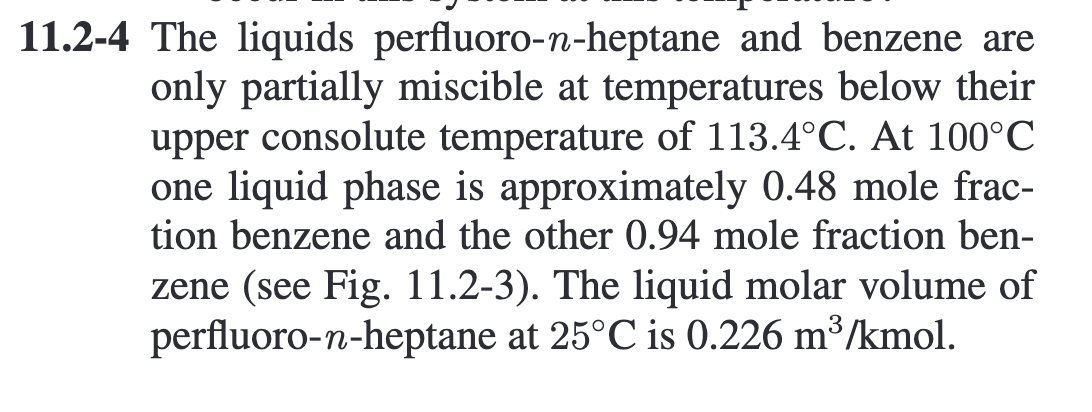 11.2-4 The liquids perfluoro-n-heptane and benzene are
only partially miscible at temperatures below their
upper consolute temperature of 113.4°C. At 100°C
one liquid phase is approximately 0.48 mole frac-
tion benzene and the other 0.94 mole fraction ben-
zene (see Fig. 11.2-3). The liquid molar volume of
perfluoro-n-heptane at 25°C is 0.226 m³/kmol.